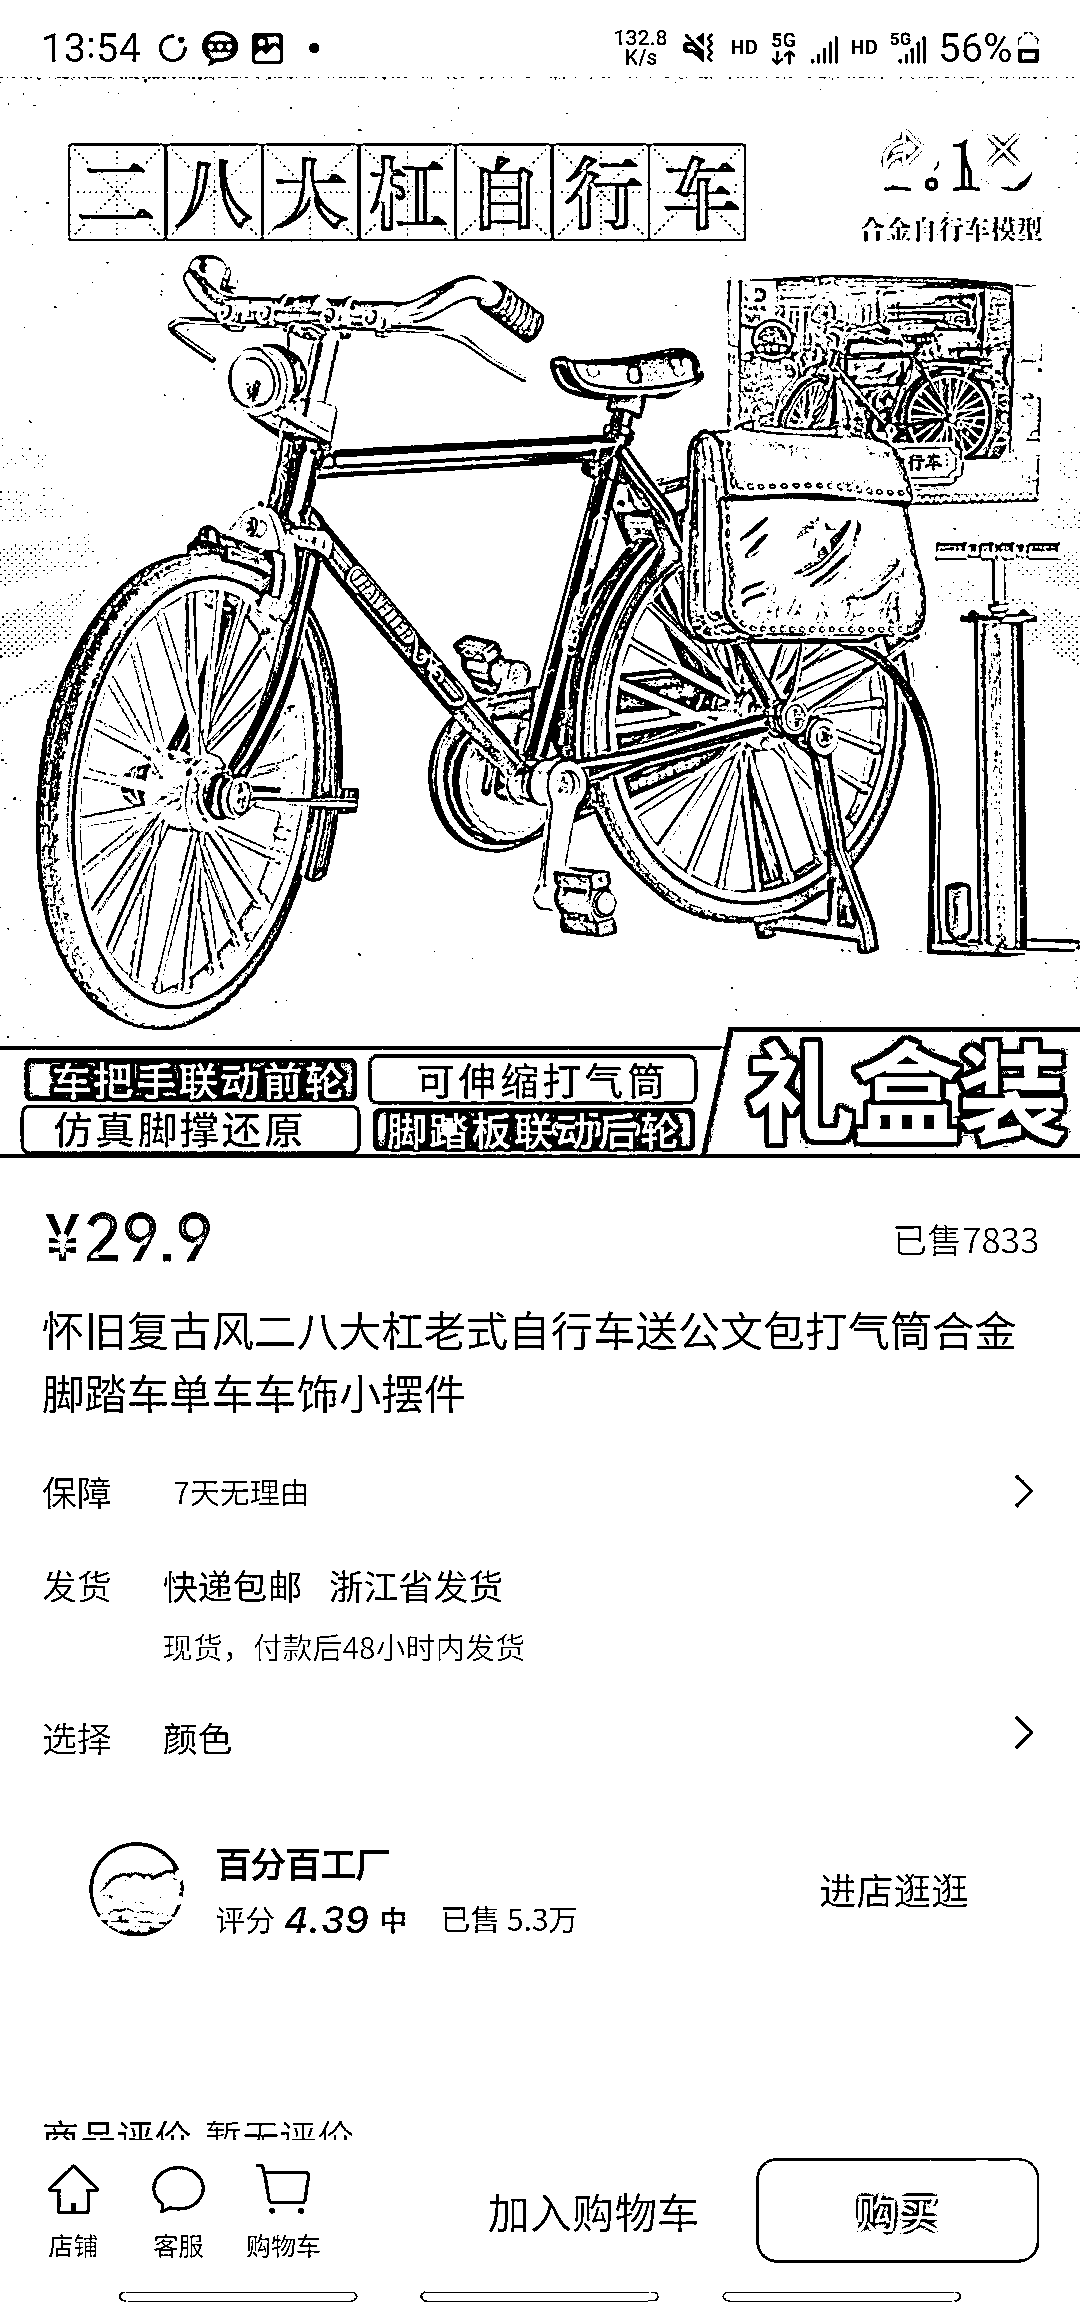 13:54
132.8 K/s HD 5G HD 5G 56%
二八大杠自行车
合金自行车模型
行车
车把手联动前轮 可伸缩打气筒
仿真脚撑还原 脚踏板联动后轮
礼盒装
¥29.9 已售7833
怀旧复古风二八大杠老式自行车送公文包打气筒合金
脚踏车单车车饰小摆件
保障 7天无理由
发货 快递包邮 浙江省发货
现货，付款后48小时内发货
选择 颜色
百分百工厂
评分 4.39 中 已售 5.3万
进店逛逛
商品评价 暂无评价
店铺 客服 购物车 加入购物车 购买